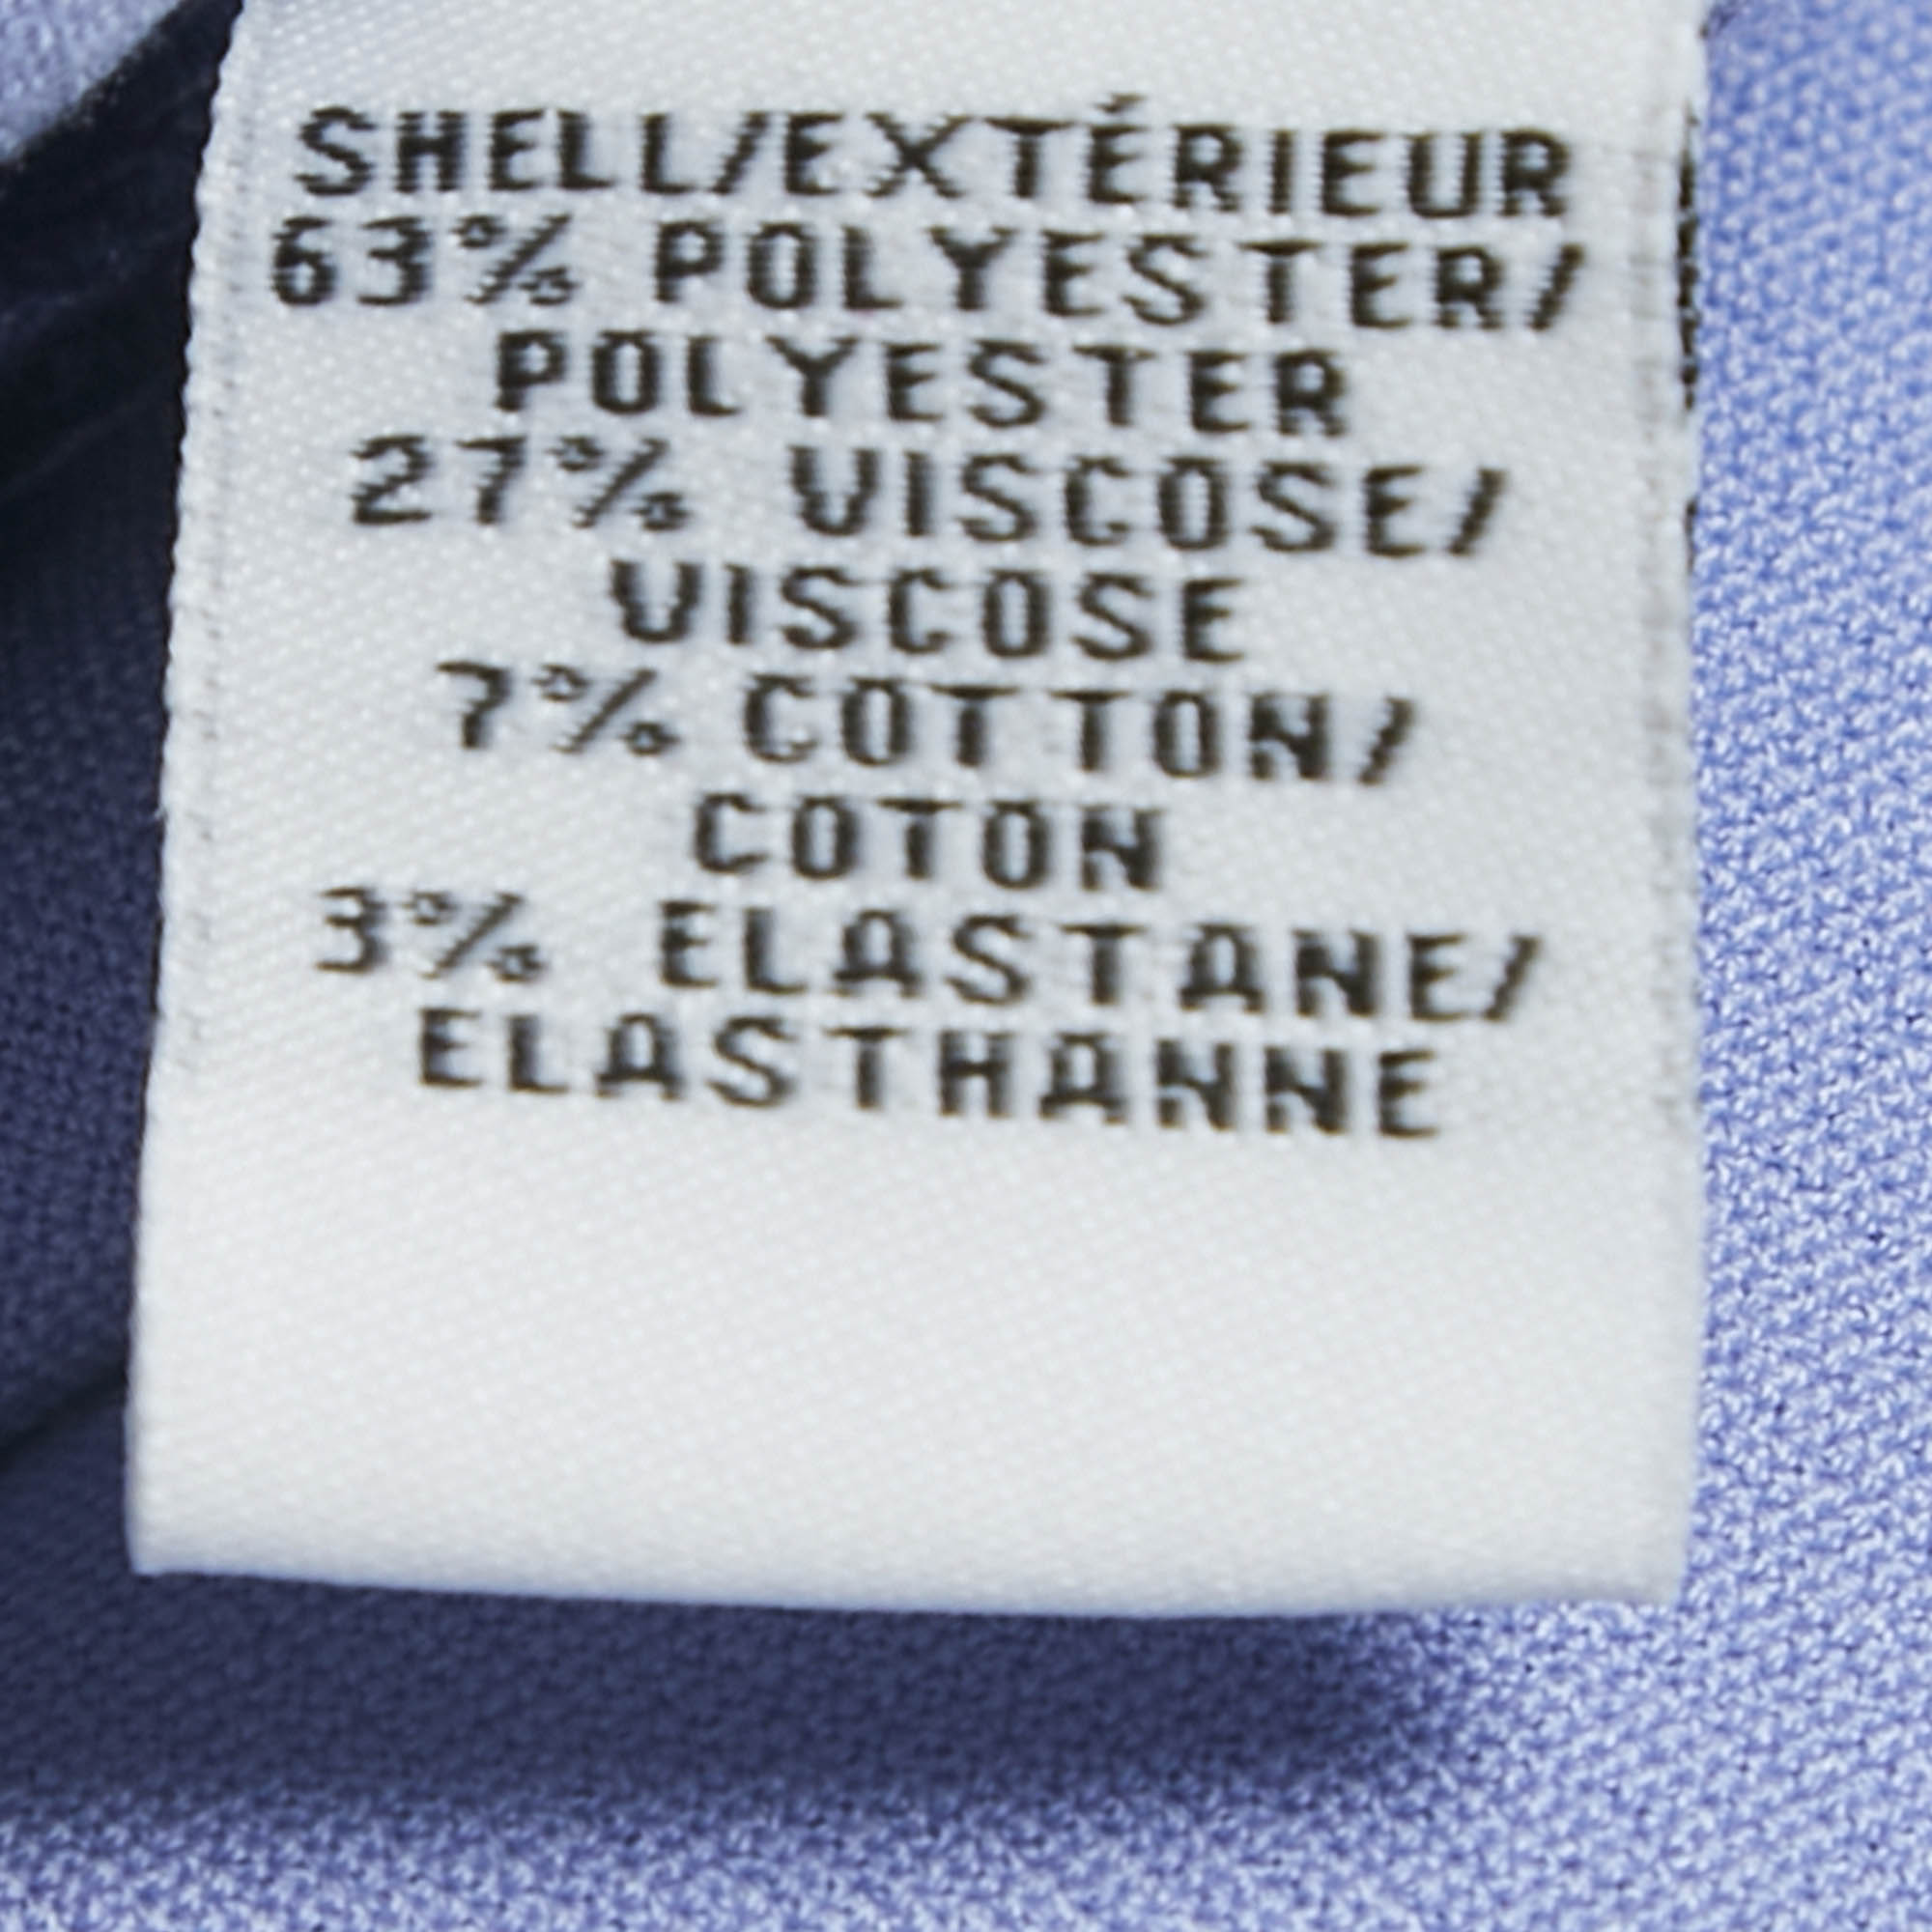 SHELL/EXTÉRIEUR
63% POLYESTER/
POLYESTER
27% VISCOSE/
VISCOSE
7% COTTON/
COTON
3% ELASTANE/
ELASTHANNE